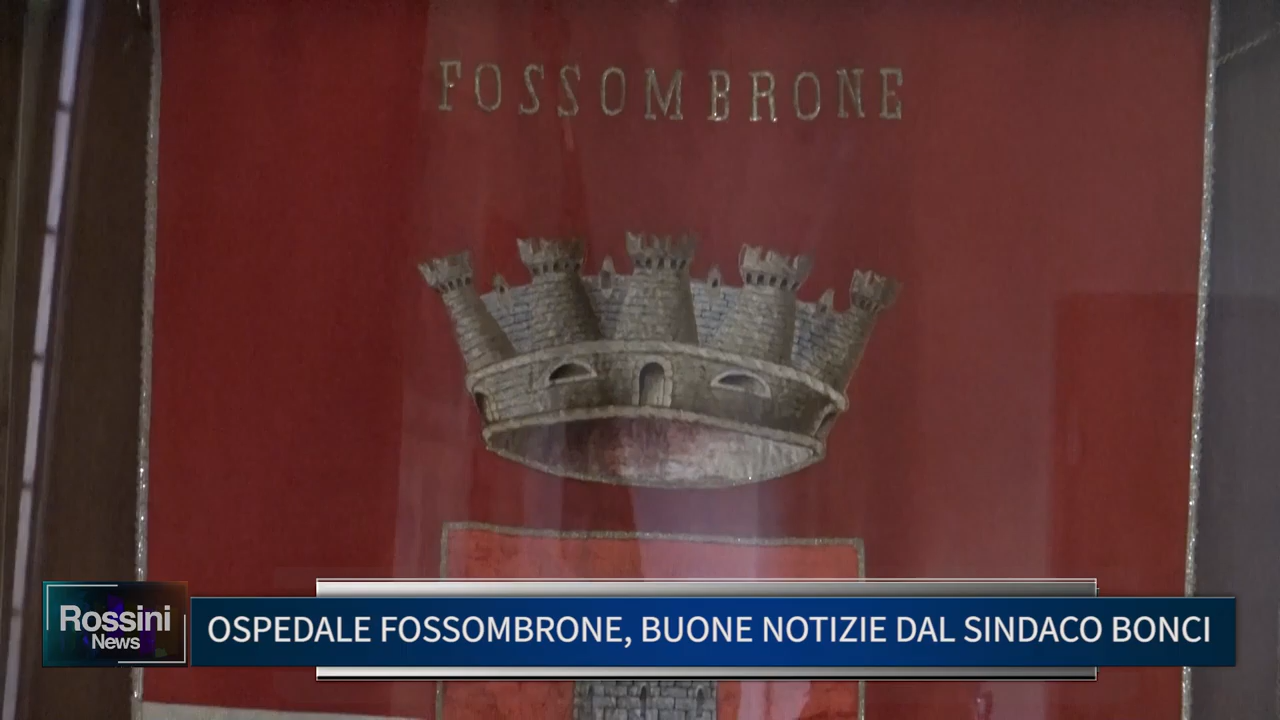 FOSSOMBRONE
Rossini
News
OSPEDALE FOSSOMBRONE, BUONE NOTIZIE DAL SINDACO BONCI